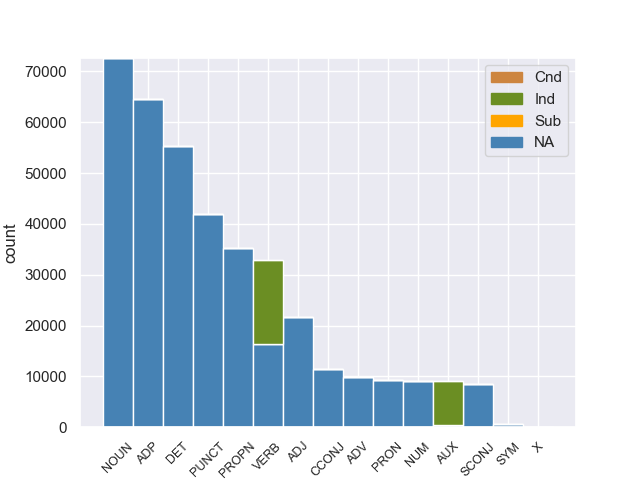 70000
60000
50000
40000
30000
20000
10000
0
count
Cnd
Ind
Sub
NA
NOUN
ADP
DET
PUNCT
PROPN
VERB
ADJ
CCONJ
ADV
PRON
NUM
AUX
SCONJ
SYM
X